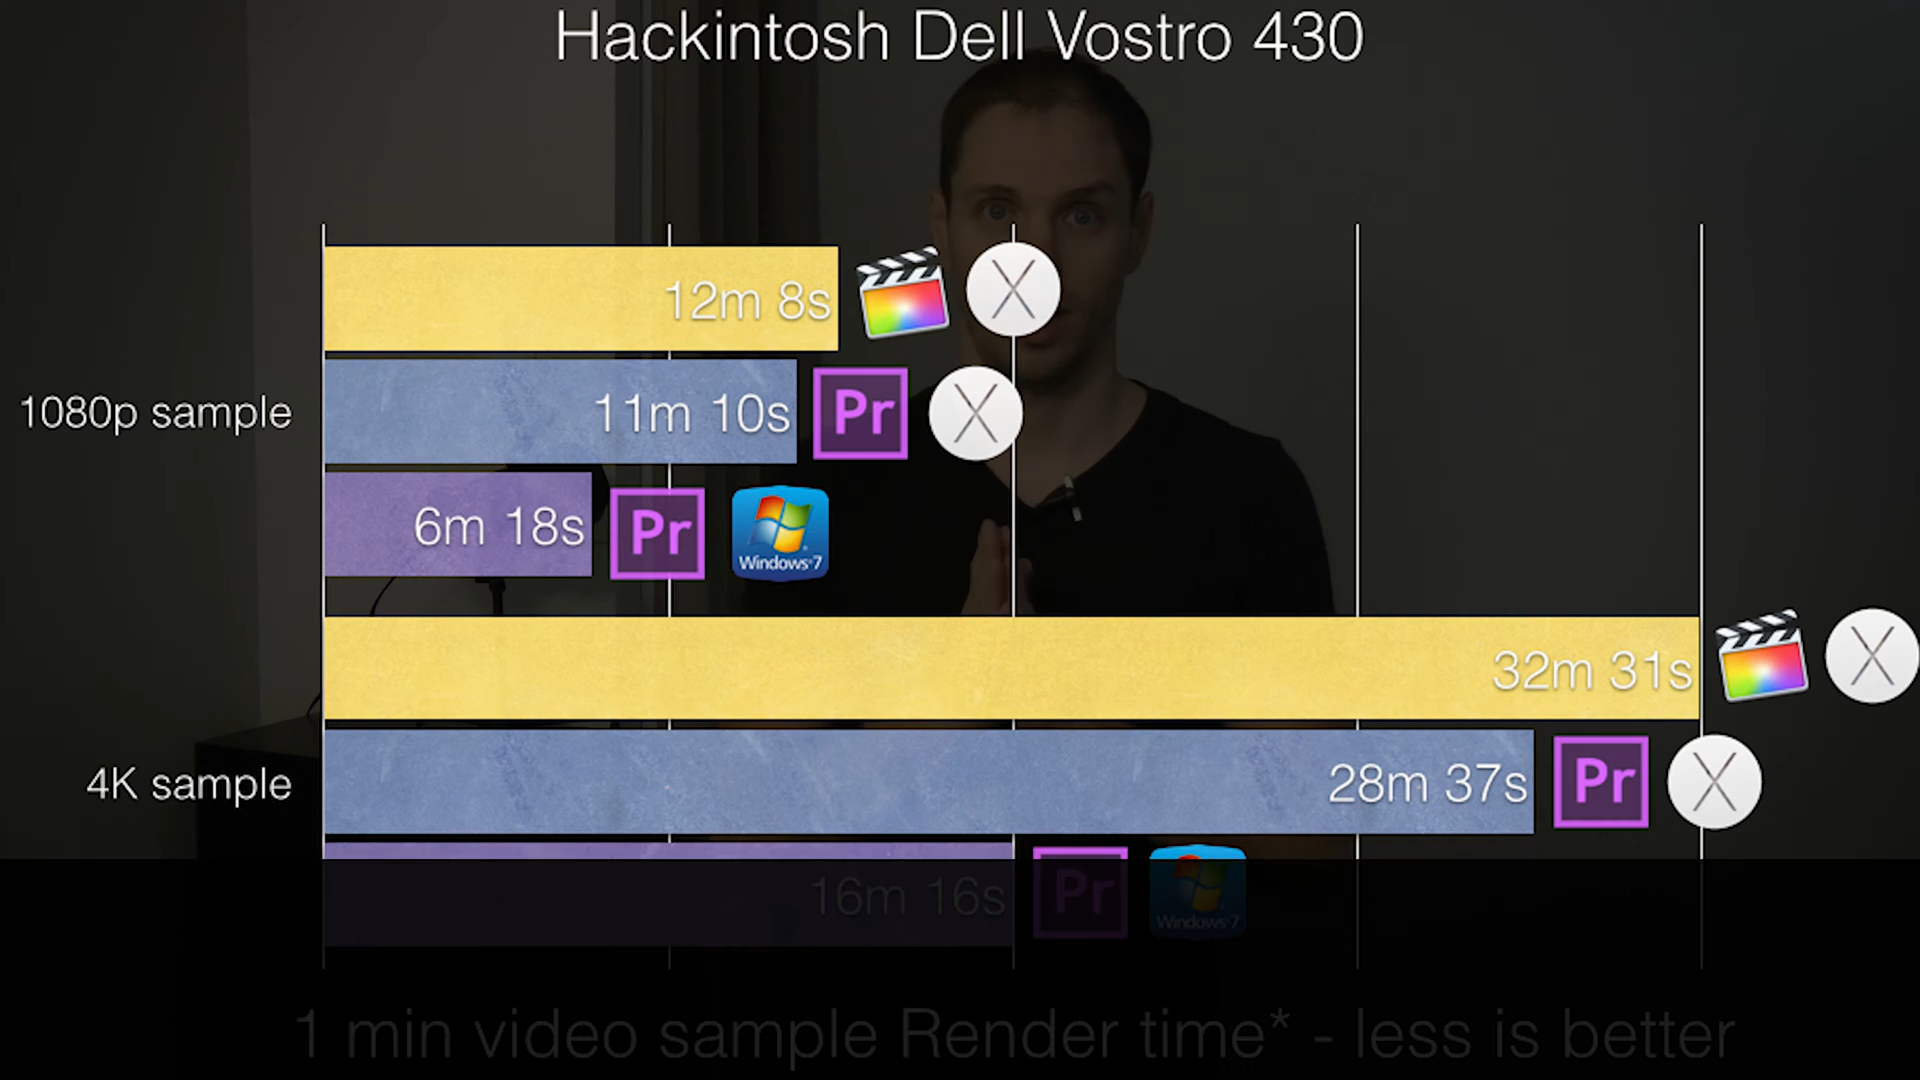 Hackintosh Dell Vostro 430
12m 8s
X
1080p sample
11m 10s
Pr
X
6m 18s
Pr
Windows 7
32m 31s
X
4K sample
28m 37s
Pr
X
16m 16s
Pr
Windows 7
1 min video sample Render time* - less is better